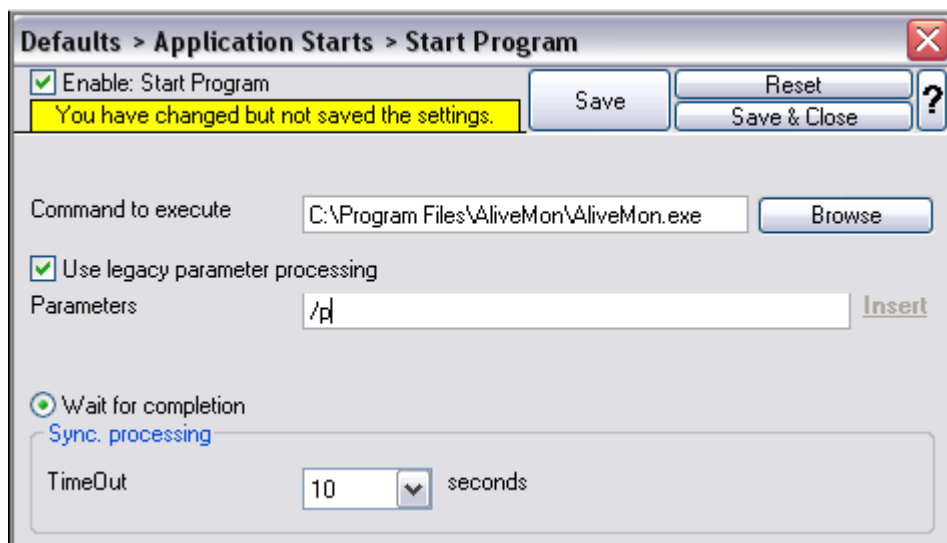 Defaults > Application Starts > Start Program
Enable: Start Program
You have changed but not saved the settings.
Save
Reset
Save & Close
?
Command to execute
C:\Program Files\AliveMon\AliveMon.exe
Browse
Use legacy parameter processing
Parameters
/p
Insert
Wait for completion
Sync. processing
TimeOut
10
seconds